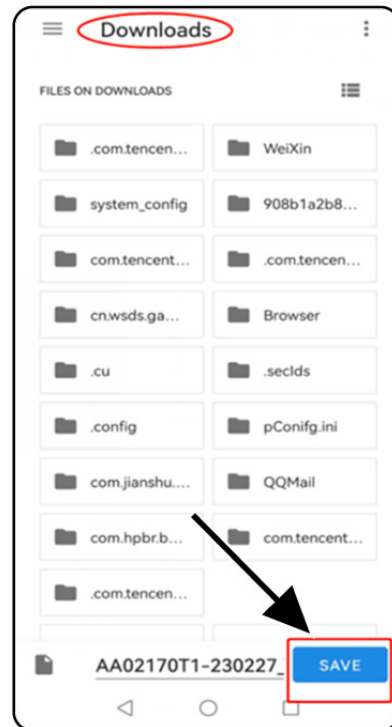 Downloads
FILES ON DOWNLOADS
.com.tencen... WeiXin
system_config 908b1a2b8...
com.tencent... .com.tencen...
cn.wsds.ga... Browser
.cu .secIds
.config pConifg.ini
com.jianshu.... QQMail
com.hpbr.b... com.tencent...
.com.tencen...
AA02170T1-230227_ SAVE